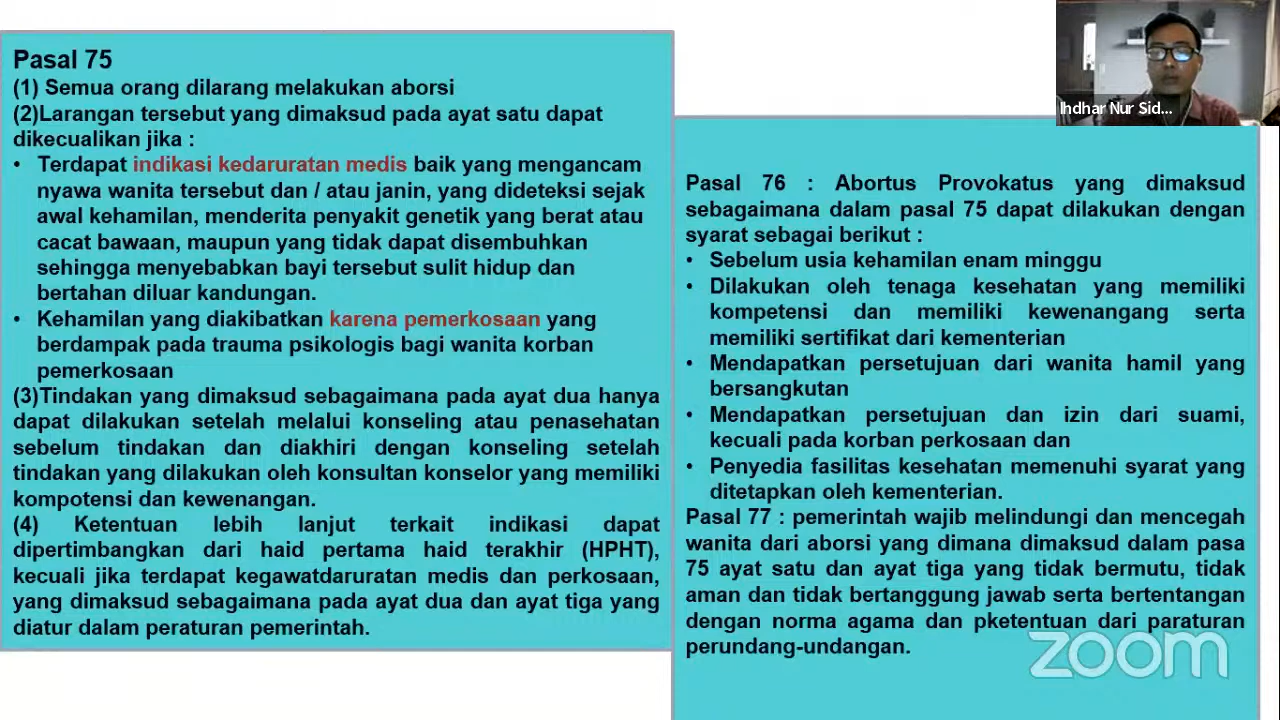 Pasal 75
(1) Semua orang dilarang melakukan aborsi
(2)Larangan tersebut yang dimaksud pada ayat satu dapat
dikecualikan jika :
• Terdapat indikasi kedaruratan medis baik yang mengancam
nyawa wanita tersebut dan / atau janin, yang dideteksi sejak
awal kehamilan, menderita penyakit genetik yang berat atau
cacat bawaan, maupun yang tidak dapat disembuhkan
sehingga menyebabkan bayi tersebut sulit hidup dan
bertahan diluar kandungan.
• Kehamilan yang diakibatkan karena pemerkosaan yang
berdampak pada trauma psikologis bagi wanita korban
pemerkosaan
(3)Tindakan yang dimaksud sebagaimana pada ayat dua hanya
dapat dilakukan setelah melalui konseling atau penasehatan
sebelum tindakan dan diakhiri dengan konseling setelah
tindakan yang dilakukan oleh konsultan konselor yang memiliki
kompotensi dan kewenangan.
(4) Ketentuan lebih lanjut terkait indikasi dapat
dipertimbangkan dari haid pertama haid terakhir (HPHT),
kecuali jika terdapat kegawatdaruratan medis dan perkosaan,
yang dimaksud sebagaimana pada ayat dua dan ayat tiga yang
diatur dalam peraturan pemerintah.
Ihdhar Nur Sid...
Pasal 76 : Abortus Provokatus yang dimaksud
sebagaimana dalam pasal 75 dapat dilakukan dengan
syarat sebagai berikut :
• Sebelum usia kehamilan enam minggu
• Dilakukan oleh tenaga kesehatan yang memiliki
kompetensi dan memiliki kewenangang serta
memiliki sertifikat dari kementerian
• Mendapatkan persetujuan dari wanita hamil yang
bersangkutan
• Mendapatkan persetujuan dan izin dari suami,
kecuali pada korban perkosaan dan
• Penyedia fasilitas kesehatan memenuhi syarat yang
ditetapkan oleh kementerian.
Pasal 77 : pemerintah wajib melindungi dan mencegah
wanita dari aborsi yang dimana dimaksud dalam pasa
75 ayat satu dan ayat tiga yang tidak bermutu, tidak
aman dan tidak bertanggung jawab serta bertentangan
dengan norma agama dan pketentuan dari paraturan
perundang-undangan.
zoom